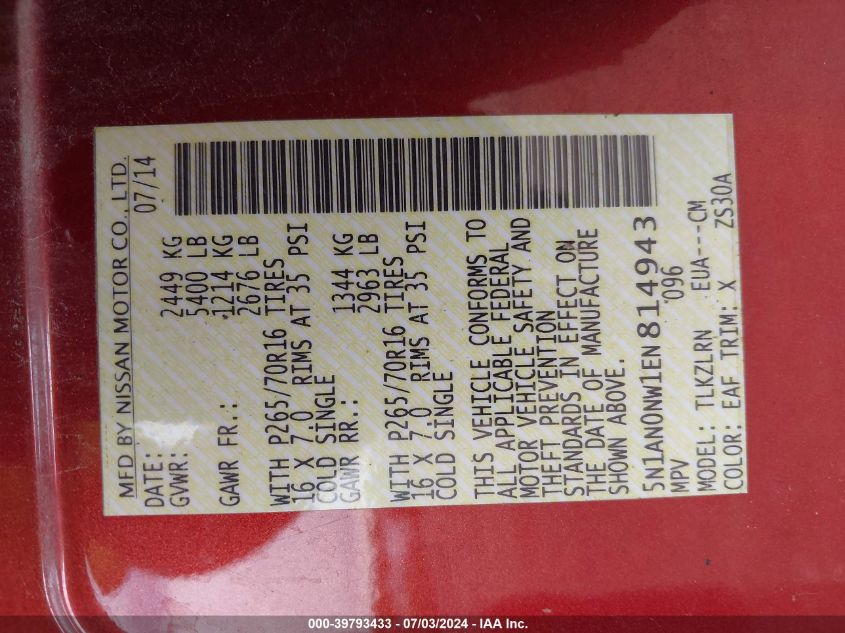 MFD BY NISSAN MOTOR CO., LTD.
DATE: 07/14
GVWR: 2449 KG
5400 LB
GAWR FR.: 1214 KG
2676 LB
WITH P265/70R16 TIRES
16 X 7.0 RIMS AT 35 PSI
COLD SINGLE
GAWR RR.: 1344 KG
2963 LB
WITH P265/70R16 TIRES
16 X 7.0 RIMS AT 35 PSI
COLD SINGLE
THIS VEHICLE CONFORMS TO
ALL APPLICABLE FEDERAL
MOTOR VEHICLE SAFETY AND
THEFT PREVENTION
STANDARDS IN EFFECT ON
THE DATE OF MANUFACTURE
SHOWN ABOVE.
5N1AN0NW1EN814943
MPV '096
MODEL: TLKZLRN EUA---CM
COLOR: EAF TRIM: X ZS30A
000-39793433 - 07/03/2024 - IAA Inc.